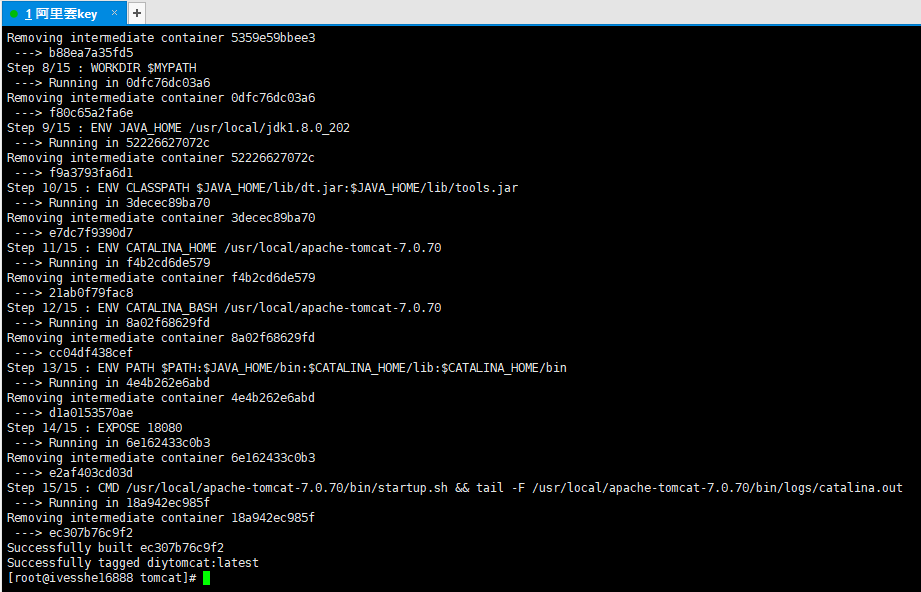 1 阿里云key × +
Removing intermediate container 5359e59bbee3
 ---> b88ea7a35fd5
Step 8/15 : WORKDIR $MYPATH
 ---> Running in 0dfc76dc03a6
Removing intermediate container 0dfc76dc03a6
 ---> f80c65a2fa6e
Step 9/15 : ENV JAVA_HOME /usr/local/jdk1.8.0_202
 ---> Running in 52226627072c
Removing intermediate container 52226627072c
 ---> f9a3793fa6d1
Step 10/15 : ENV CLASSPATH $JAVA_HOME/lib/dt.jar:$JAVA_HOME/lib/tools.jar
 ---> Running in 3decec89ba70
Removing intermediate container 3decec89ba70
 ---> e7dc7f9390d7
Step 11/15 : ENV CATALINA_HOME /usr/local/apache-tomcat-7.0.70
 ---> Running in f4b2cd6de579
Removing intermediate container f4b2cd6de579
 ---> 21ab0f79fac8
Step 12/15 : ENV CATALINA_BASH /usr/local/apache-tomcat-7.0.70
 ---> Running in 8a02f68629fd
Removing intermediate container 8a02f68629fd
 ---> cc04df438cef
Step 13/15 : ENV PATH $PATH:$JAVA_HOME/bin:$CATALINA_HOME/lib:$CATALINA_HOME/bin
 ---> Running in 4e4b262e6abd
Removing intermediate container 4e4b262e6abd
 ---> d1a0153570ae
Step 14/15 : EXPOSE 18080
 ---> Running in 6e162433c0b3
Removing intermediate container 6e162433c0b3
 ---> e2af403cd03d
Step 15/15 : CMD /usr/local/apache-tomcat-7.0.70/bin/startup.sh && tail -F /usr/local/apache-tomcat-7.0.70/bin/logs/catalina.out
 ---> Running in 18a942ec985f
Removing intermediate container 18a942ec985f
 ---> ec307b76c9f2
Successfully built ec307b76c9f2
Successfully tagged diytomcat:latest
[root@ivesshe16888 tomcat]#